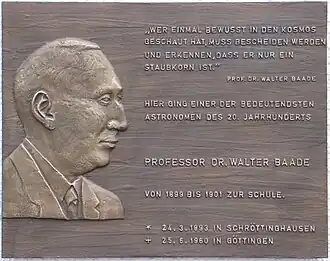 „WER EINMAL BEWUSST IN DEN KOSMOS
GESCHAUT HAT, MUSS BESCHEIDEN WERDEN
UND ERKENNEN, DASS ER NUR EIN
STAUBKORN IST.“
PROF. DR. WALTER BAADE
HIER GING EINER DER BEDEUTENDSTEN
ASTRONOMEN DES 20. JAHRHUNDERTS
PROFESSOR DR. WALTER BAADE
VON 1899 BIS 1901 ZUR SCHULE.
* 24.3.1893 IN SCHRÖTTINGHAUSEN
+ 25.6.1960 IN GÖTTINGEN